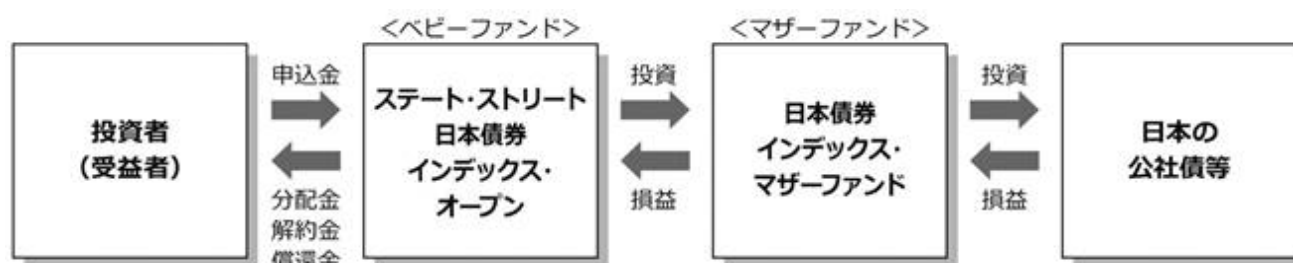 <ベビーファンド>
<マザーファンド>
投資者
(受益者)
申込金
分配金
解約金
償還金
ステート・ストリート
日本債券
インデックス・
オープン
投資
損益
日本債券
インデックス・
マザーファンド
投資
損益
日本の
公社債等